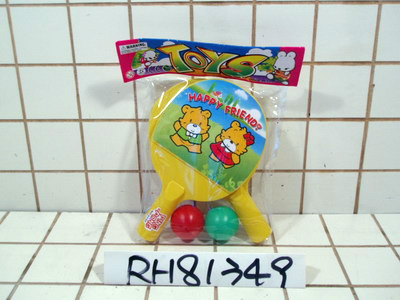 WARNING
TOYS
HAPPY FRIEND?
RH81349